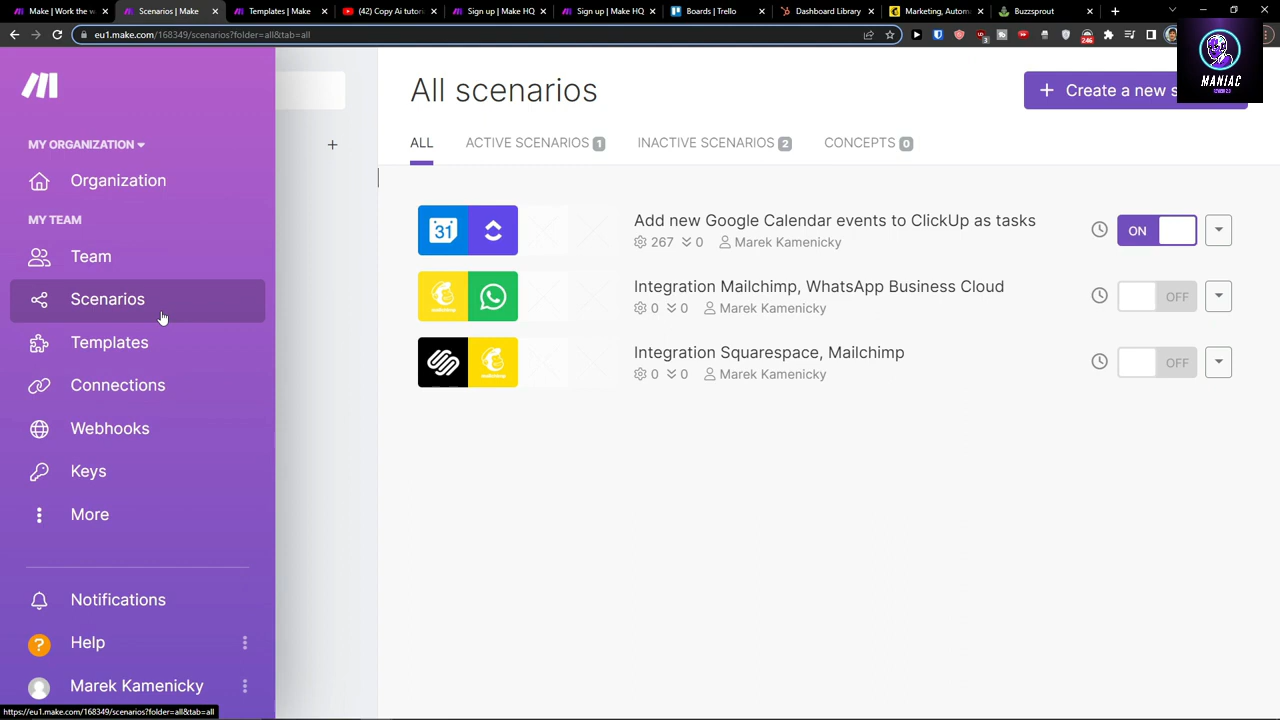 Make | Work the w
Scenarios | Make
Templates | Make
(42) Copy Ai tutori
Sign up | Make HQ
Sign up | Make HQ
Boards | Trello
Dashboard Library
Marketing, Autom
Buzzsprout
eu1.make.com/168349/scenarios?folder=all&tab=all
3
246
MANIAC
MY ORGANIZATION
Organization
MY TEAM
Team
Scenarios
Templates
Connections
Webhooks
Keys
More
Notifications
? Help
Marek Kamenicky
https://eu1.make.com/168349/scenarios?folder=all&tab=all
All scenarios
+ Create a new s
ALL
ACTIVE SCENARIOS 1
INACTIVE SCENARIOS 2
CONCEPTS 0
31
Add new Google Calendar events to ClickUp as tasks
267 0 Marek Kamenicky
ON
mailchimp
Integration Mailchimp, WhatsApp Business Cloud
0 0 Marek Kamenicky
OFF
mailchimp
Integration Squarespace, Mailchimp
0 0 Marek Kamenicky
OFF